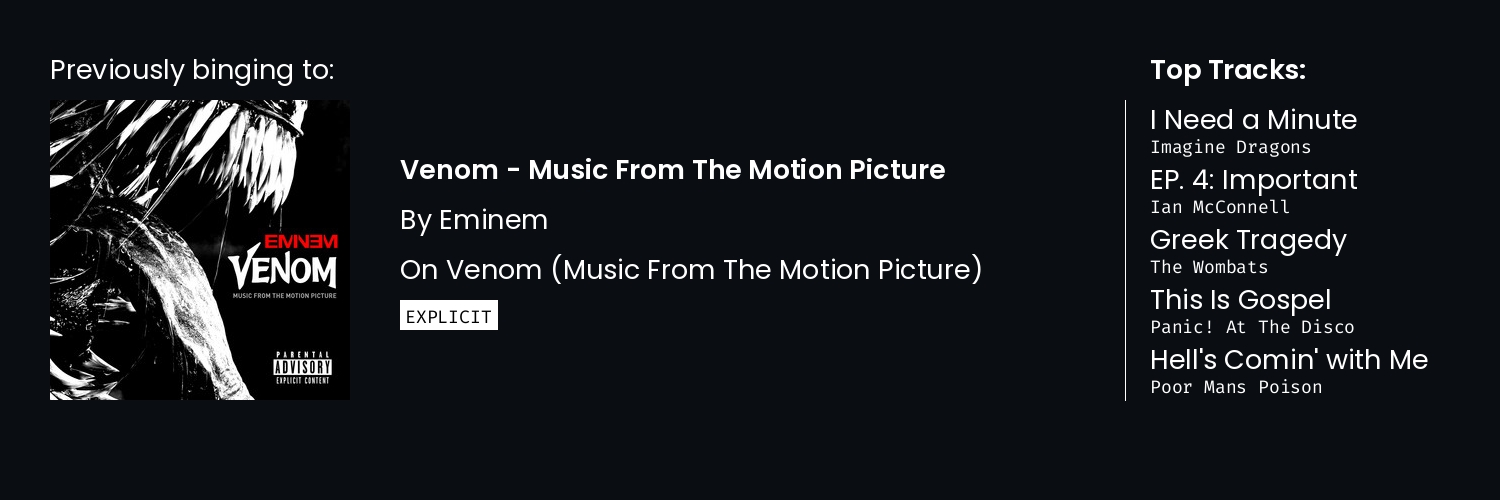 Previously binging to:
EMINEM
VENOM
MUSIC FROM THE MOTION PICTURE
PARENTAL
ADVISORY
EXPLICIT CONTENT
Venom - Music From The Motion Picture
By Eminem
On Venom (Music From The Motion Picture)
EXPLICIT
Top Tracks:
I Need a Minute
Imagine Dragons
EP. 4: Important
Ian McConnell
Greek Tragedy
The Wombats
This Is Gospel
Panic! At The Disco
Hell's Comin' with Me
Poor Mans Poison